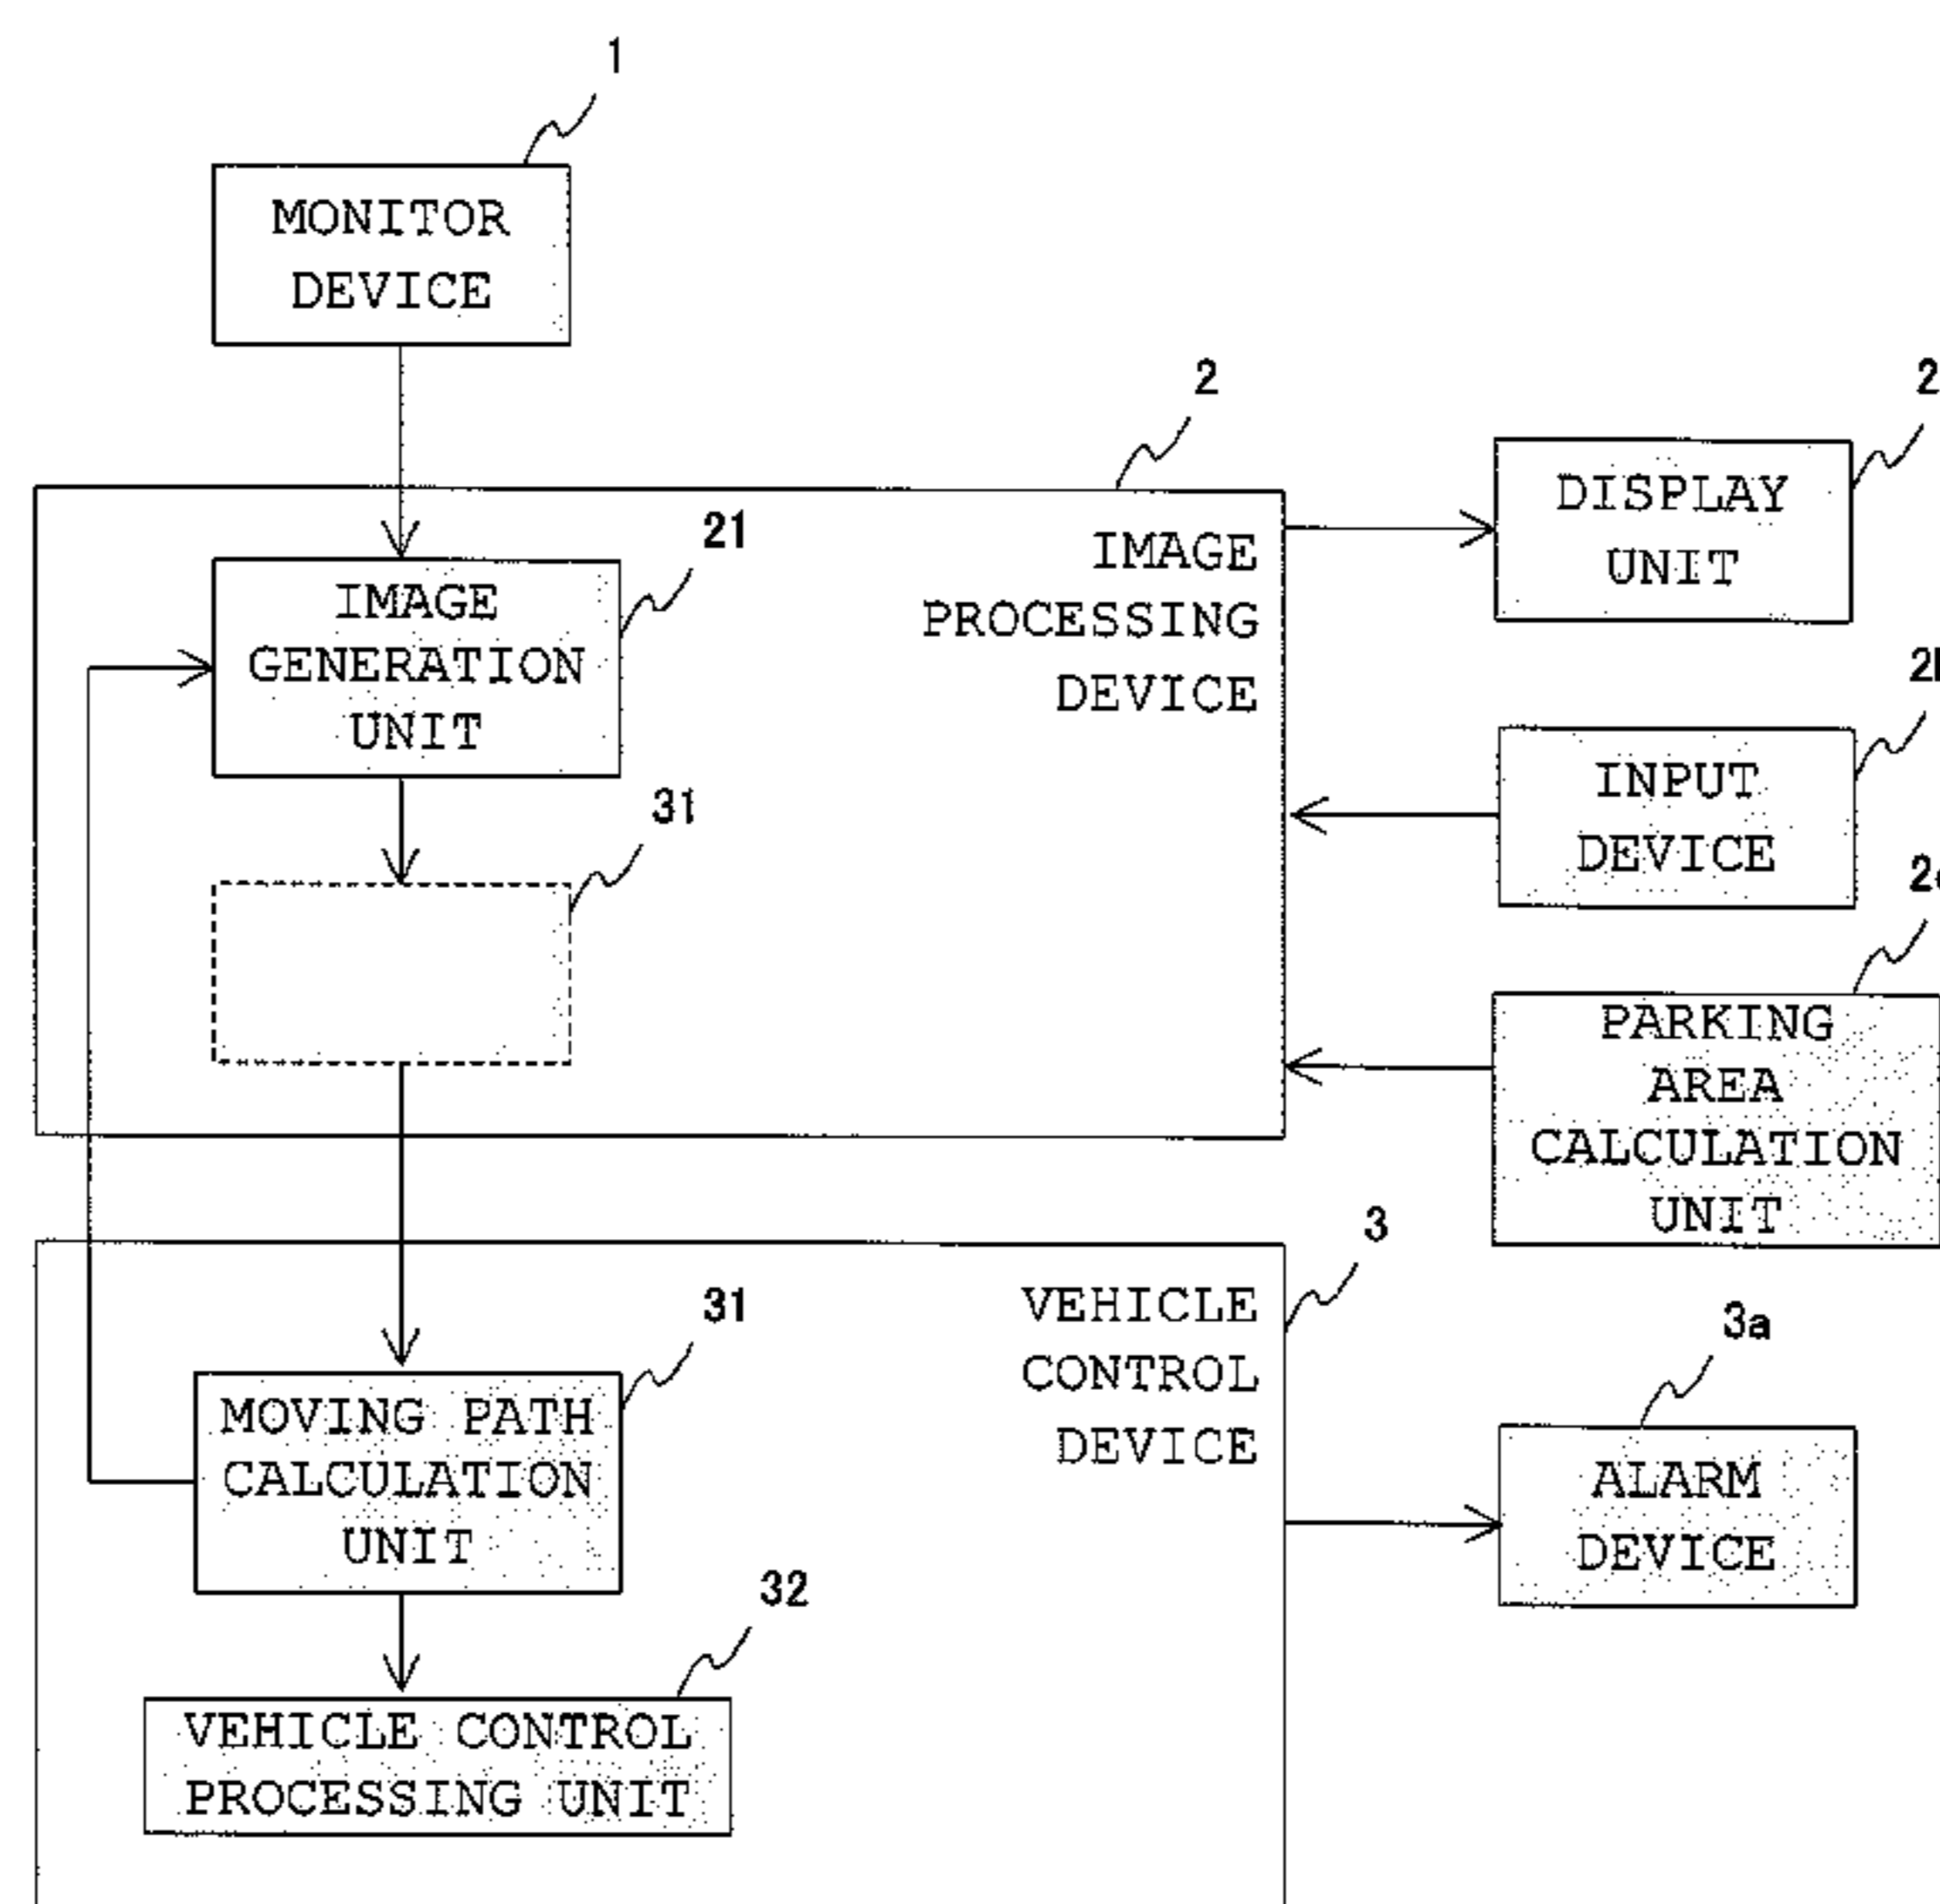 1
MONITOR
DEVICE
2
2
IMAGE
PROCESSING
DEVICE
DISPLAY
UNIT
21
IMAGE
GENERATION
UNIT
INPUT
DEVICE
31
PARKING
AREA
CALCULATION
UNIT
3
VEHICLE
CONTROL
DEVICE
31
MOVING PATH
CALCULATION
UNIT
3a
ALARM
DEVICE
32
VEHICLE CONTROL
PROCESSING UNIT